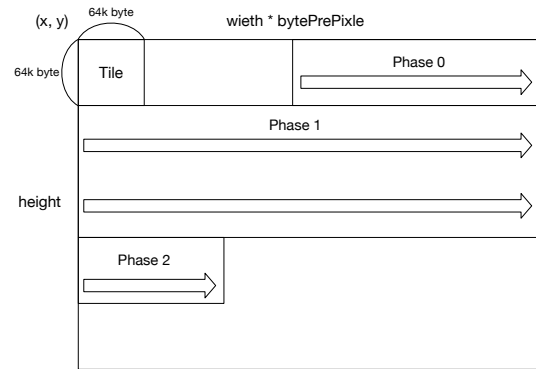 64k byte
(x, y)
wieth * bytePrePixle
64k byte
Tile
Phase 0
Phase 1
height
Phase 2